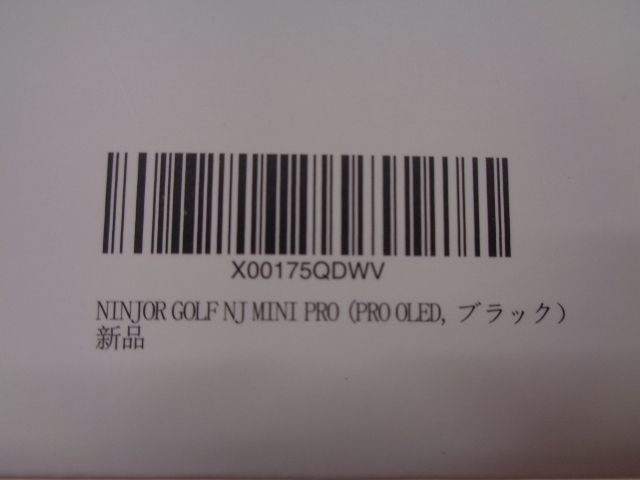 X00175QDWV
NINJOR GOLF NJ MINI PRO (PRO OLED, ブラック)
新品